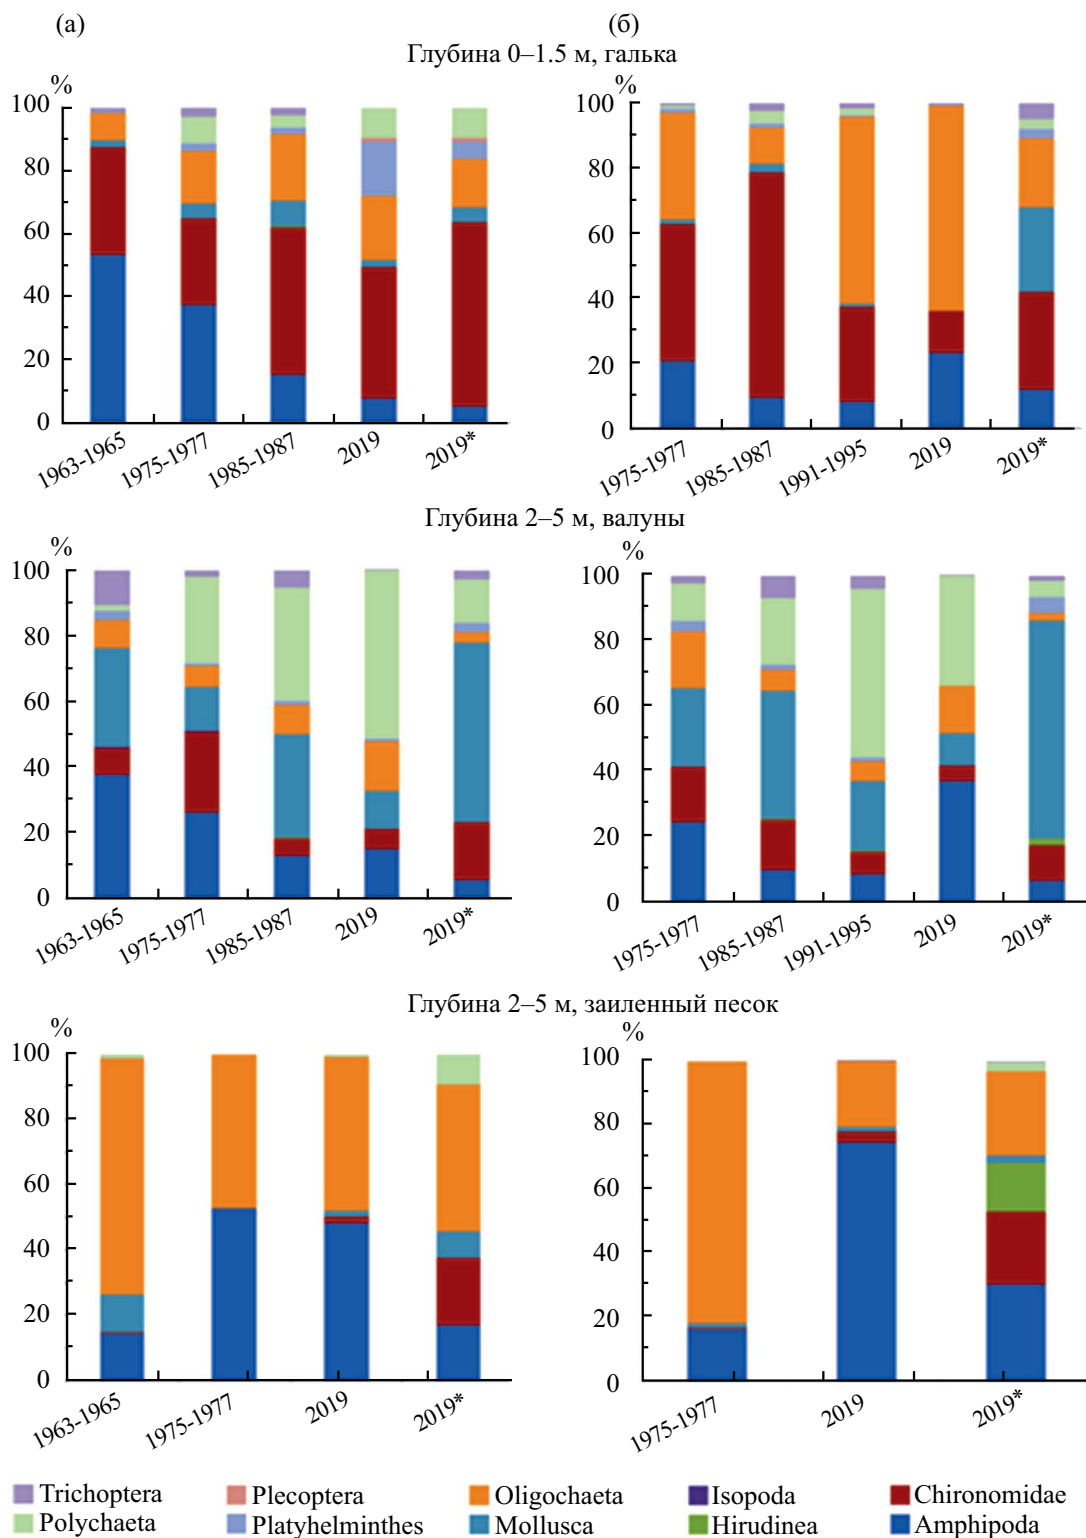 (а) (б)
Глубина 0–1.5 м, галька
% %
100 100
80 80
60 60
40 40
20 20
0 0
1963-1965 1975-1977 1985-1987 2019 2019* 1975-1977 1985-1987 1991-1995 2019 2019*
Глубина 2–5 м, валуны
% %
100 100
80 80
60 60
40 40
20 20
0 0
1963-1965 1975-1977 1985-1987 2019 2019* 1975-1977 1985-1987 1991-1995 2019 2019*
Глубина 2–5 м, заиленный песок
% %
100 100
80 80
60 60
40 40
20 20
0 0
1963-1965 1975-1977 2019 2019* 1975-1977 2019 2019*
Trichoptera Plecoptera Oligochaeta Isopoda Chironomidae
Polychaeta Platyhelminthes Mollusca Hirudinea Amphipoda